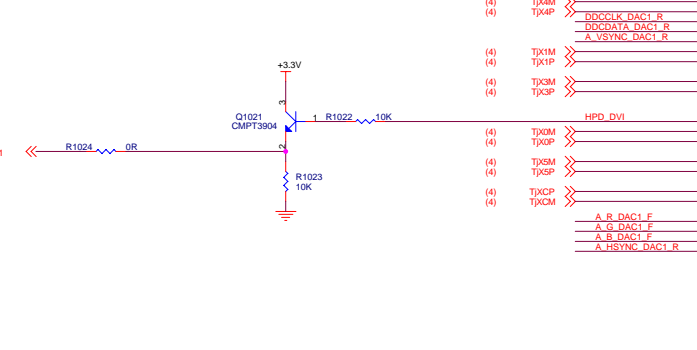 (4) TjX4M
(4) TjX4P
DDCCLK_DAC1_R
DDCDATA_DAC1_R
A_VSYNC_DAC1_R
(4) TjX1M
(4) TjX1P
+3.3V
(4) TjX3M
(4) TjX3P
3
Q1021
CMPT3904
1
R1022 10K
HPD_DVI
(4) TjX0M
(4) TjX0P
2
R1024 0R
1
(4) TjX5M
(4) TjX5P
R1023
10K
(4) TjXCP
(4) TjXCM
A_R_DAC1_F
A_G_DAC1_F
A_B_DAC1_F
A_HSYNC_DAC1_R